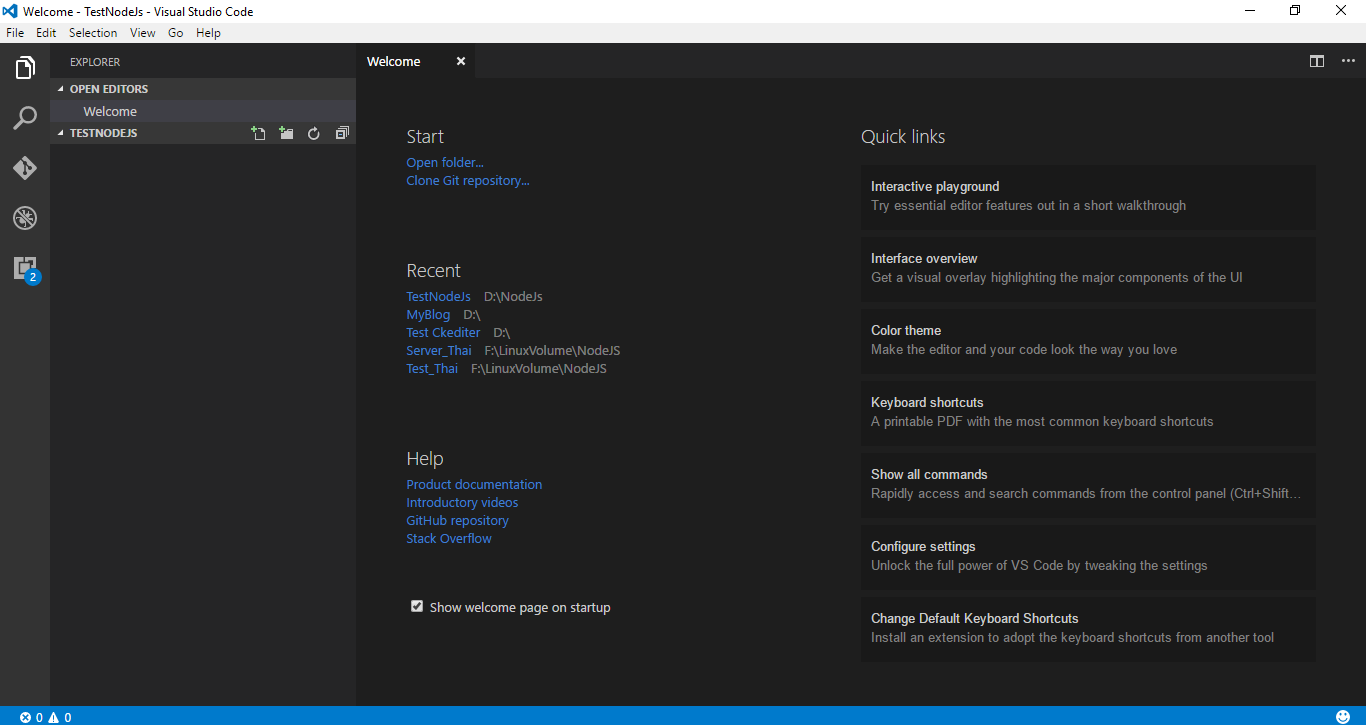 Welcome - TestNodeJs - Visual Studio Code
File Edit Selection View Go Help
EXPLORER
OPEN EDITORS
Welcome
TESTNODEJS
2
Welcome
Start
Open folder...
Clone Git repository...
Recent
TestNodeJs D:\NodeJs
MyBlog D:\
Test Ckediter D:\
Server_Thai F:\LinuxVolume\NodeJS
Test_Thai F:\LinuxVolume\NodeJS
Help
Product documentation
Introductory videos
GitHub repository
Stack Overflow
Show welcome page on startup
Quick links
Interactive playground
Try essential editor features out in a short walkthrough
Interface overview
Get a visual overlay highlighting the major components of the UI
Color theme
Make the editor and your code look the way you love
Keyboard shortcuts
A printable PDF with the most common keyboard shortcuts
Show all commands
Rapidly access and search commands from the control panel (Ctrl+Shift...
Configure settings
Unlock the full power of VS Code by tweaking the settings
Change Default Keyboard Shortcuts
Install an extension to adopt the keyboard shortcuts from another tool
0 0